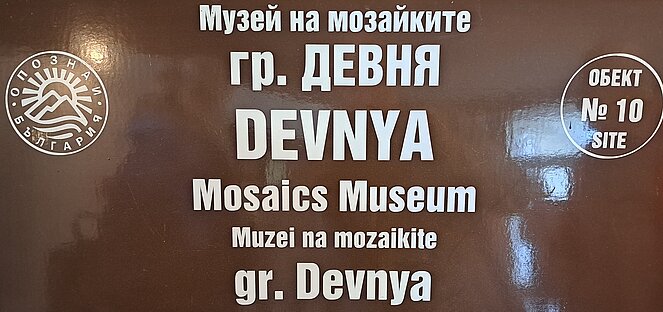 Музей на мозайките
гр. ДЕВНЯ
DEVNYA
Mosaics Museum
Muzei na mozaikite
gr. Devnya
ОПОЗНАЙ
БЪЛГАРИЯ
ОБЕКТ
№ 10
SITE